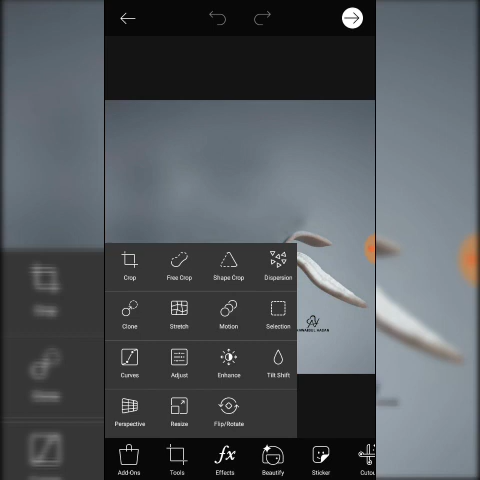 Crop Free Crop Shape Crop Dispersion
Clone Stretch Motion Selection
Curves Adjust Enhance Tilt Shift
Perspective Resize Flip/Rotate
Add-Ons Tools fx Effects Beautify Sticker